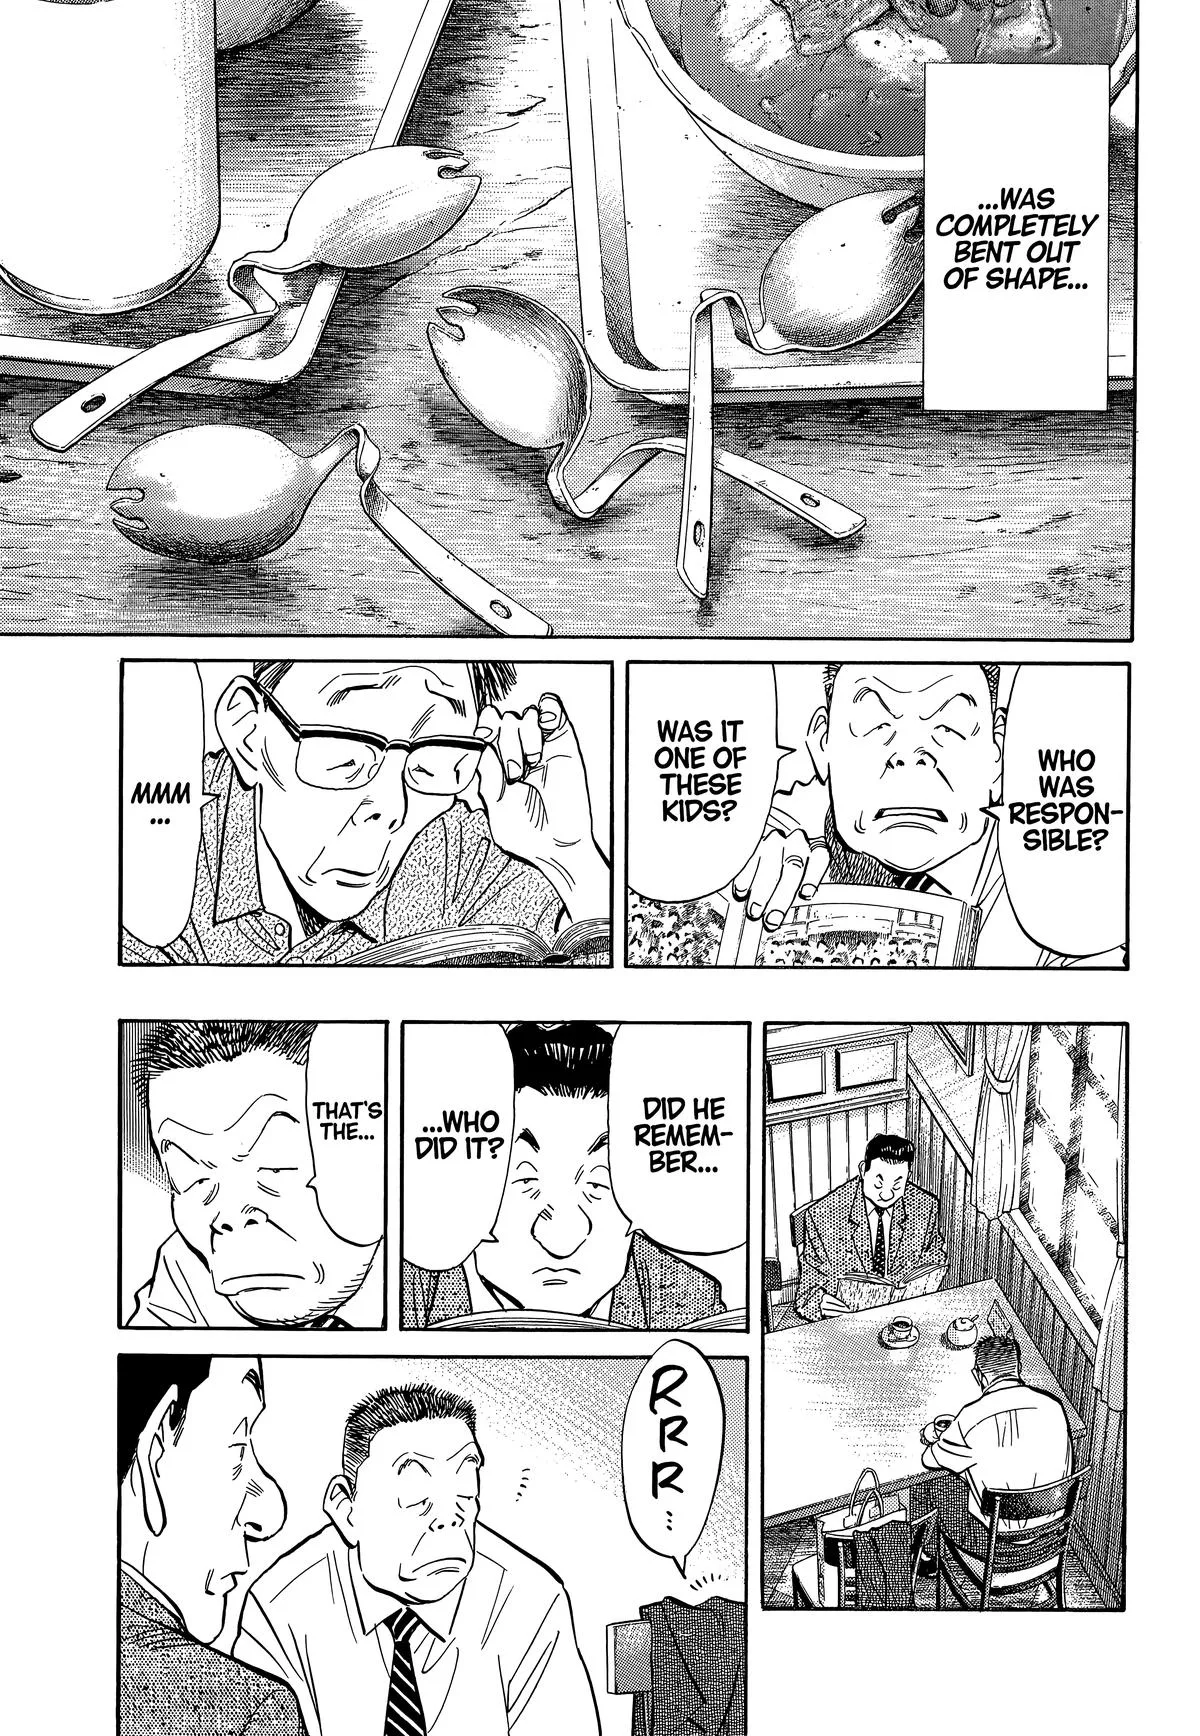 ...WAS
COMPLETELY
BENT OUT
OF SHAPE...
WHO
WAS
RESPON-
SIBLE?
WAS IT
ONE OF
THESE
KIDS?
MMM
...
DID HE
REMEM-
BER...
...WHO
DID IT?
THAT'S
THE...
RRR...